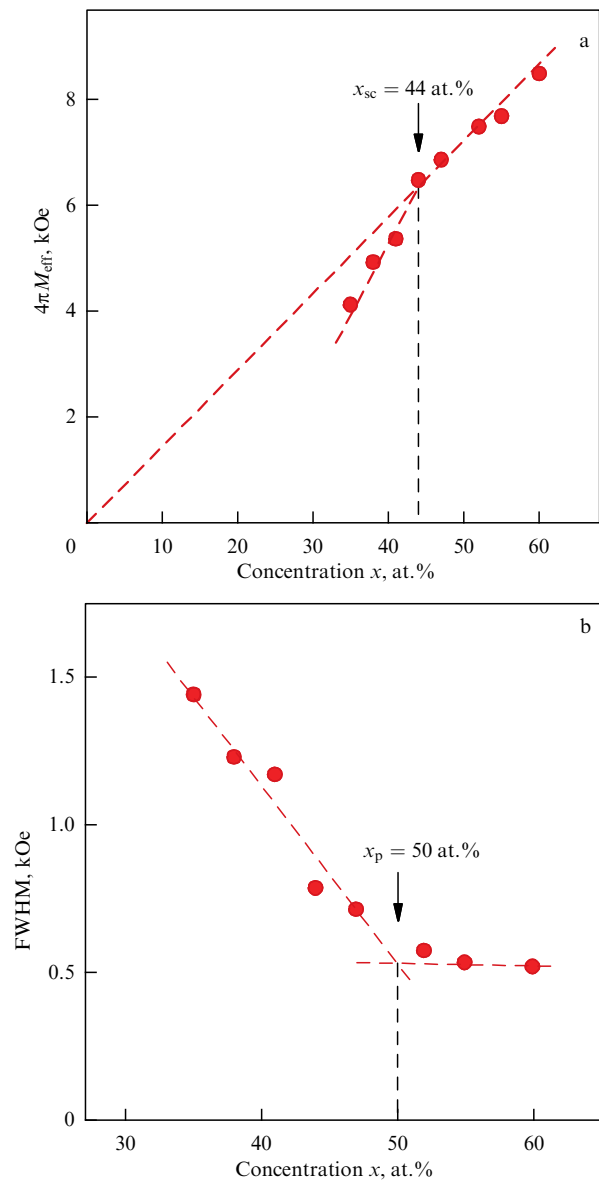 a
x_sc = 44 at.%
8
6
4
2
4πM_eff, kOe
0 10 20 30 40 50 60
Concentration x, at.%
b
1.5
x_p = 50 at.%
1.0
0.5
0
FWHM, kOe
30 40 50 60
Concentration x, at.%